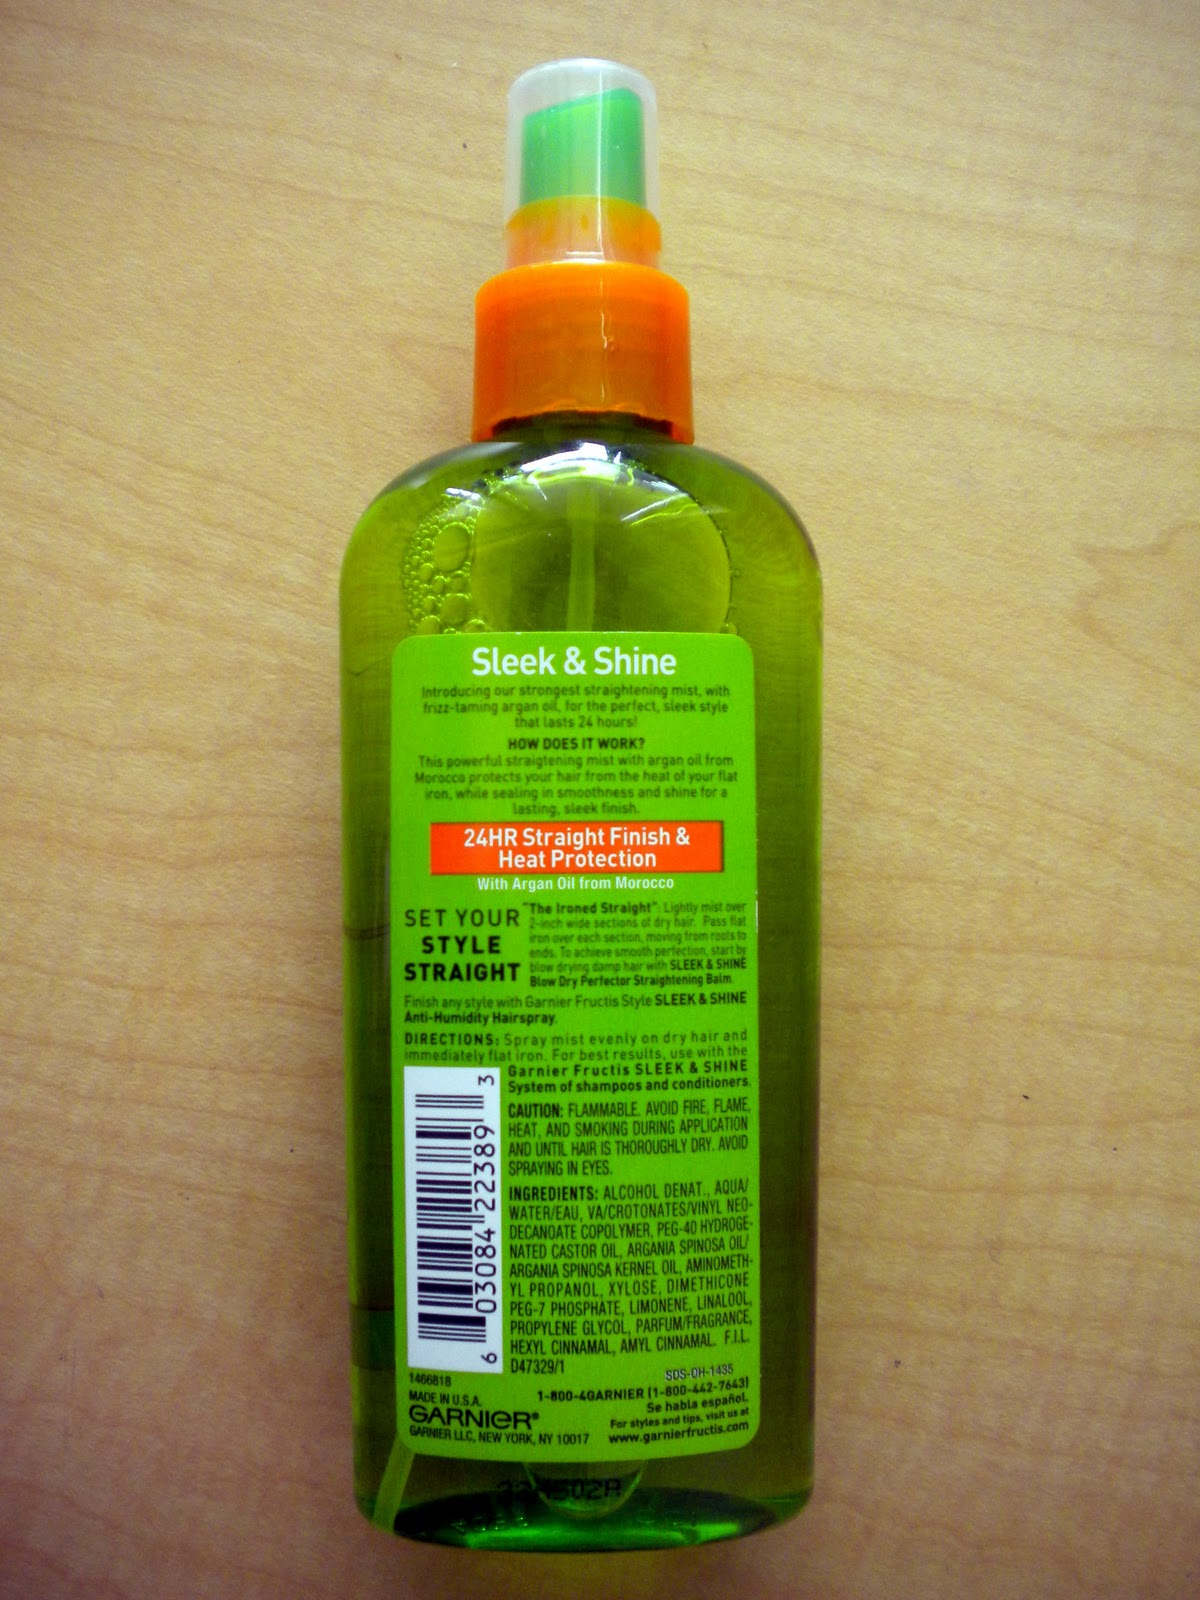 Sleek & Shine
Introducing our strongest straightening mist, with
frizz-taming argan oil, for the perfect, sleek style
that lasts 24 hours!
HOW DOES IT WORK?
This powerful straigtening mist with argan oil from
Morocco protects your hair from the heat of your flat
iron, while sealing in smoothness and shine for a
lasting, sleek finish.
24HR Straight Finish &
Heat Protection
With Argan Oil from Morocco
SET YOUR
STYLE
STRAIGHT
"The Ironed Straight": Lightly mist over
2-inch wide sections of dry hair. Pass flat
iron over each section, moving from roots to
ends. To achieve smooth perfection, start by
blow drying damp hair with SLEEK & SHINE
Blow Dry Perfector Straightening Balm.
Finish any style with Garnier Fructis Style SLEEK & SHINE
Anti-Humidity Hairspray.
DIRECTIONS: Spray mist evenly on dry hair and
immediately flat iron. For best results, use with the
Garnier Fructis SLEEK & SHINE
System of shampoos and conditioners.
CAUTION: FLAMMABLE. AVOID FIRE, FLAME,
HEAT, AND SMOKING DURING APPLICATION
AND UNTIL HAIR IS THOROUGHLY DRY. AVOID
SPRAYING IN EYES.
INGREDIENTS: ALCOHOL DENAT., AQUA/
WATER/EAU, VA/CROTONATES/VINYL NEO-
DECANOATE COPOLYMER, PEG-40 HYDROGE-
NATED CASTOR OIL, ARGANIA SPINOSA OIL/
ARGANIA SPINOSA KERNEL OIL, AMINOMETH-
YL PROPANOL, XYLOSE, DIMETHICONE
PEG-7 PHOSPHATE, LIMONENE, LINALOOL,
PROPYLENE GLYCOL, PARFUM/FRAGRANCE,
HEXYL CINNAMAL, AMYL CINNAMAL. F.I.L.
D47329/1
6 03084 22389 3
1466818
MADE IN U.S.A.
GARNIER®
GARNIER LLC, NEW YORK, NY 10017
SDS-OH-1435
1-800-4GARNIER (1-800-442-7643)
Se habla español.
For styles and tips, visit us at
www.garnierfructis.com